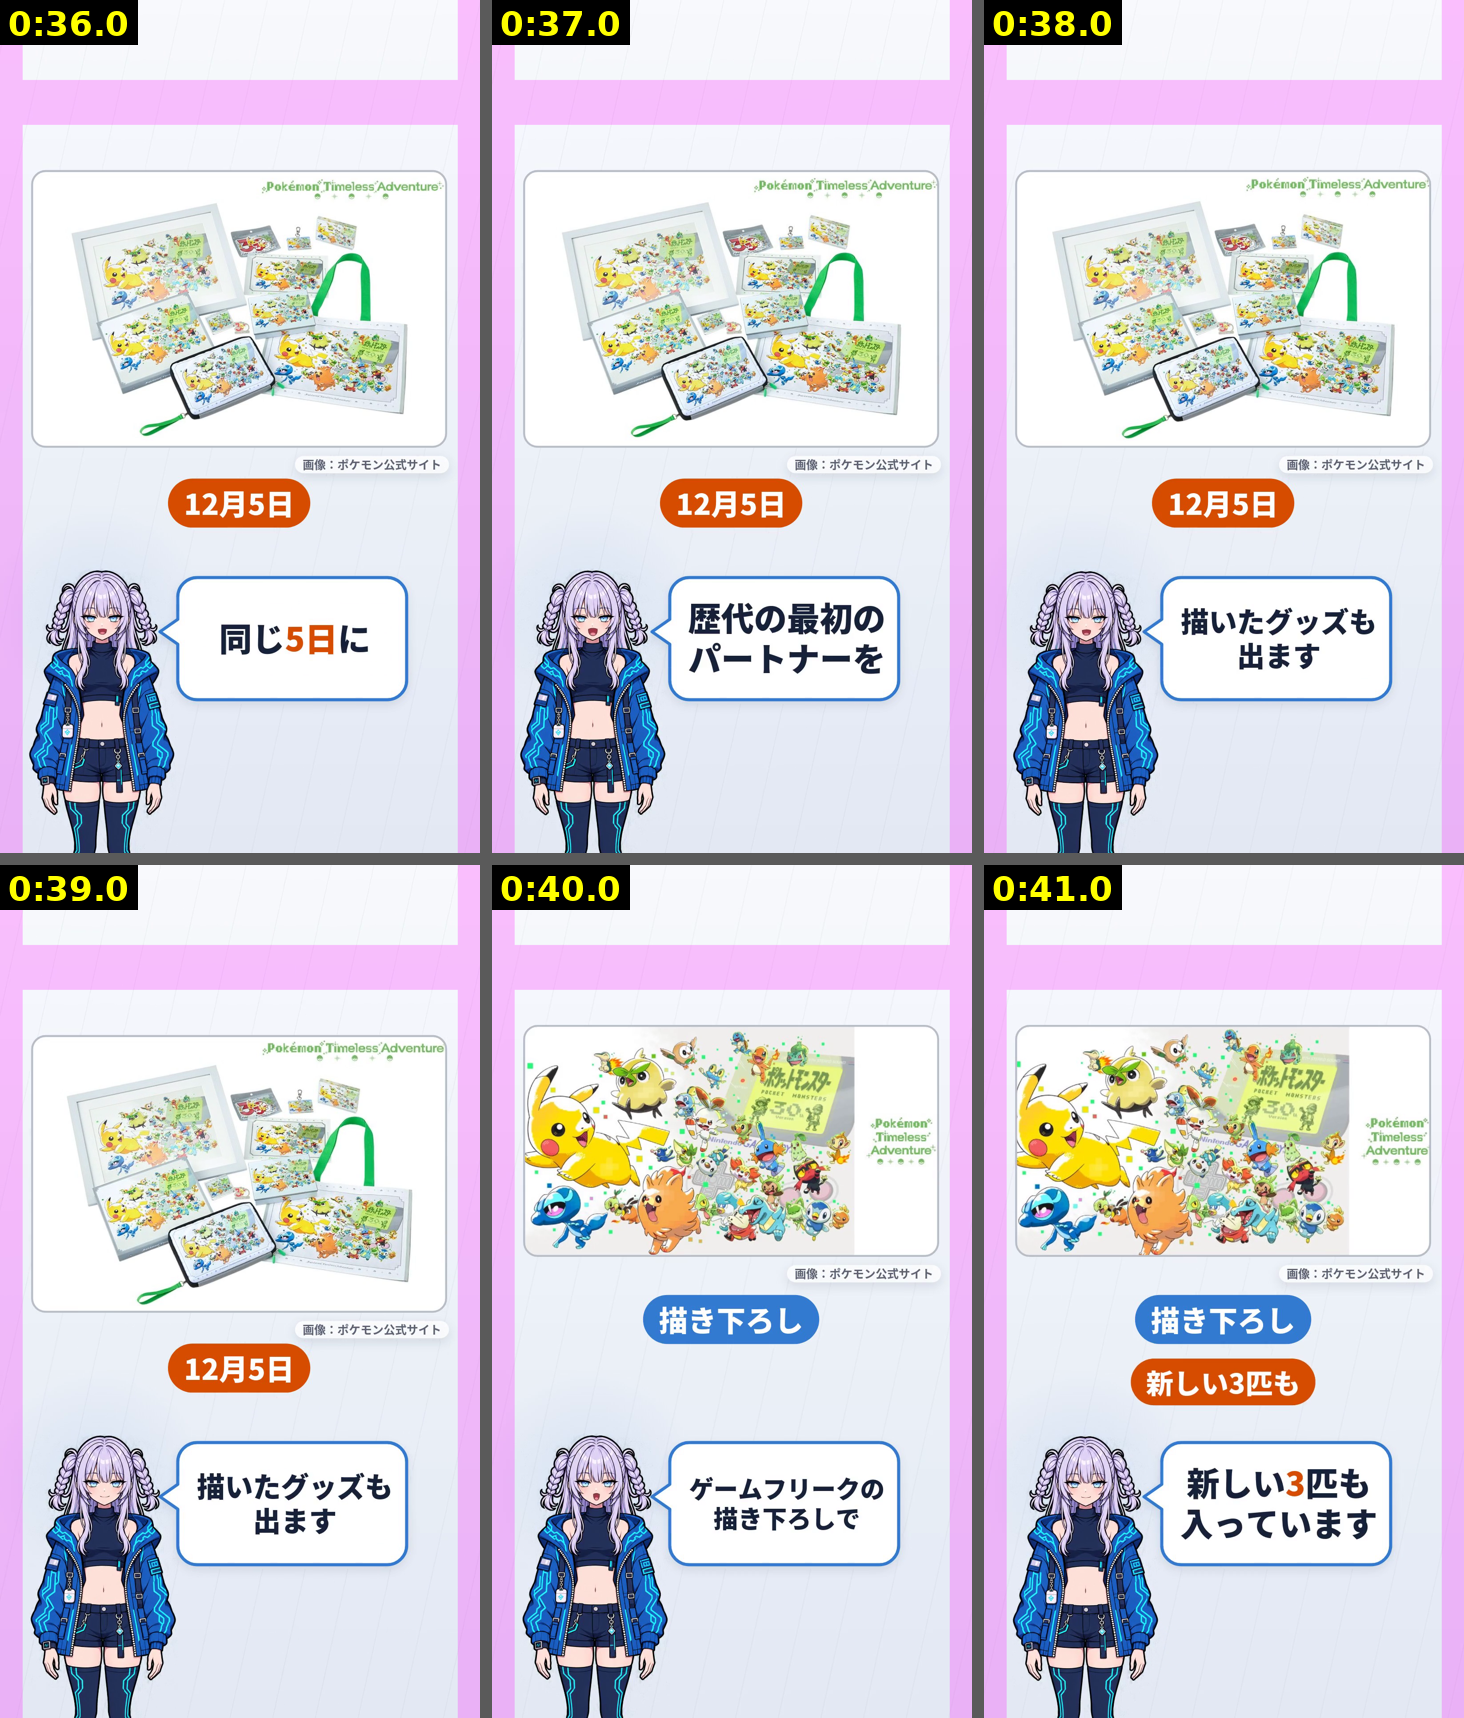 0:36.0
Pokémon Timeless Adventure
画像：ポケモン公式サイト
12月5日
同じ5日に
0:37.0
Pokémon Timeless Adventure
画像：ポケモン公式サイト
12月5日
歴代の最初の
パートナーを
0:38.0
Pokémon Timeless Adventure
画像：ポケモン公式サイト
12月5日
描いたグッズも
出ます
0:39.0
Pokémon Timeless Adventure
画像：ポケモン公式サイト
12月5日
描いたグッズも
出ます
0:40.0
ポケットモンスター
POCKET MONSTERS
30
Nintendo
Pokémon
Timeless
Adventure
画像：ポケモン公式サイト
描き下ろし
ゲームフリークの
描き下ろしで
0:41.0
ポケットモンスター
POCKET MONSTERS
30
Nintendo
Pokémon
Timeless
Adventure
画像：ポケモン公式サイト
描き下ろし
新しい3匹も
新しい3匹も
入っています